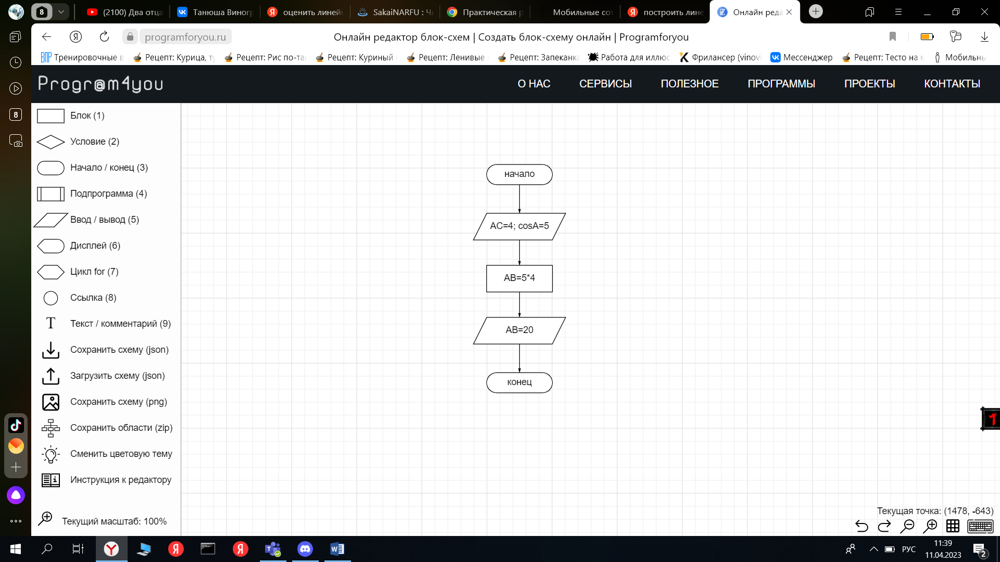 8
(2100) Два отца
Танюша Виногр
оценить линей
SakaiNARFU : Чи
Практическая р
Мобильные сот
построить лине
Онлайн реда
programforyou.ru
Онлайн редактор блок-схем | Создать блок-схему онлайн | Programforyou
Тренировочные в
Рецепт: Курица, ту
Рецепт: Рис по-та
Рецепт: Куриный
Рецепт: Ленивые
Рецепт: Запеканка
Работа для иллюс
Фрилансер (vinovi
Мессенджер
Рецепт: Тесто на м
Мобильны
Progr@m4you
О НАС
СЕРВИСЫ
ПОЛЕЗНОЕ
ПРОГРАММЫ
ПРОЕКТЫ
КОНТАКТЫ
8
Блок (1)
Условие (2)
Начало / конец (3)
Подпрограмма (4)
Ввод / вывод (5)
Дисплей (6)
Цикл for (7)
Ссылка (8)
Текст / комментарий (9)
Сохранить схему (json)
Загрузить схему (json)
Сохранить схему (png)
Сохранить области (zip)
Сменить цветовую тему
Инструкция к редактору
Текущий масштаб: 100%
начало
AC=4; cosA=5
AB=5*4
AB=20
конец
Текущая точка: (1478, -643)
РУС
11:39
11.04.2023
2